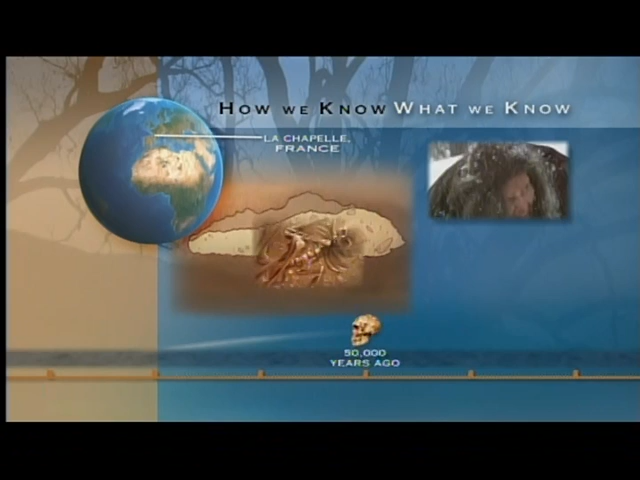 HOW WE KNOW WHAT WE KNOW
LA CHAPELLE,
FRANCE
50,000
YEARS AGO